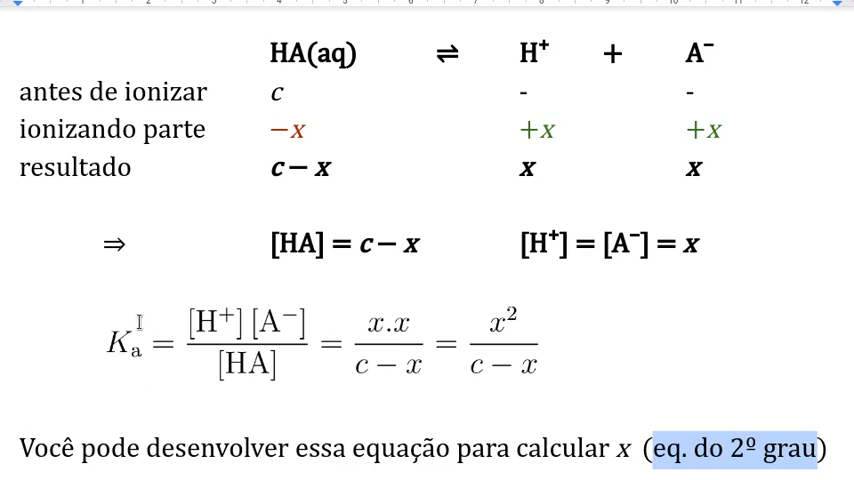 HA(aq) ⇌ H⁺ + A⁻
antes de ionizar c - -
ionizando parte −x +x +x
resultado c − x x x
⇒ [HA] = c − x [H⁺] = [A⁻] = x
Kₐ = [H⁺] [A⁻] / [HA] = x.x / c − x = x² / c − x
Você pode desenvolver essa equação para calcular x (eq. do 2º grau)